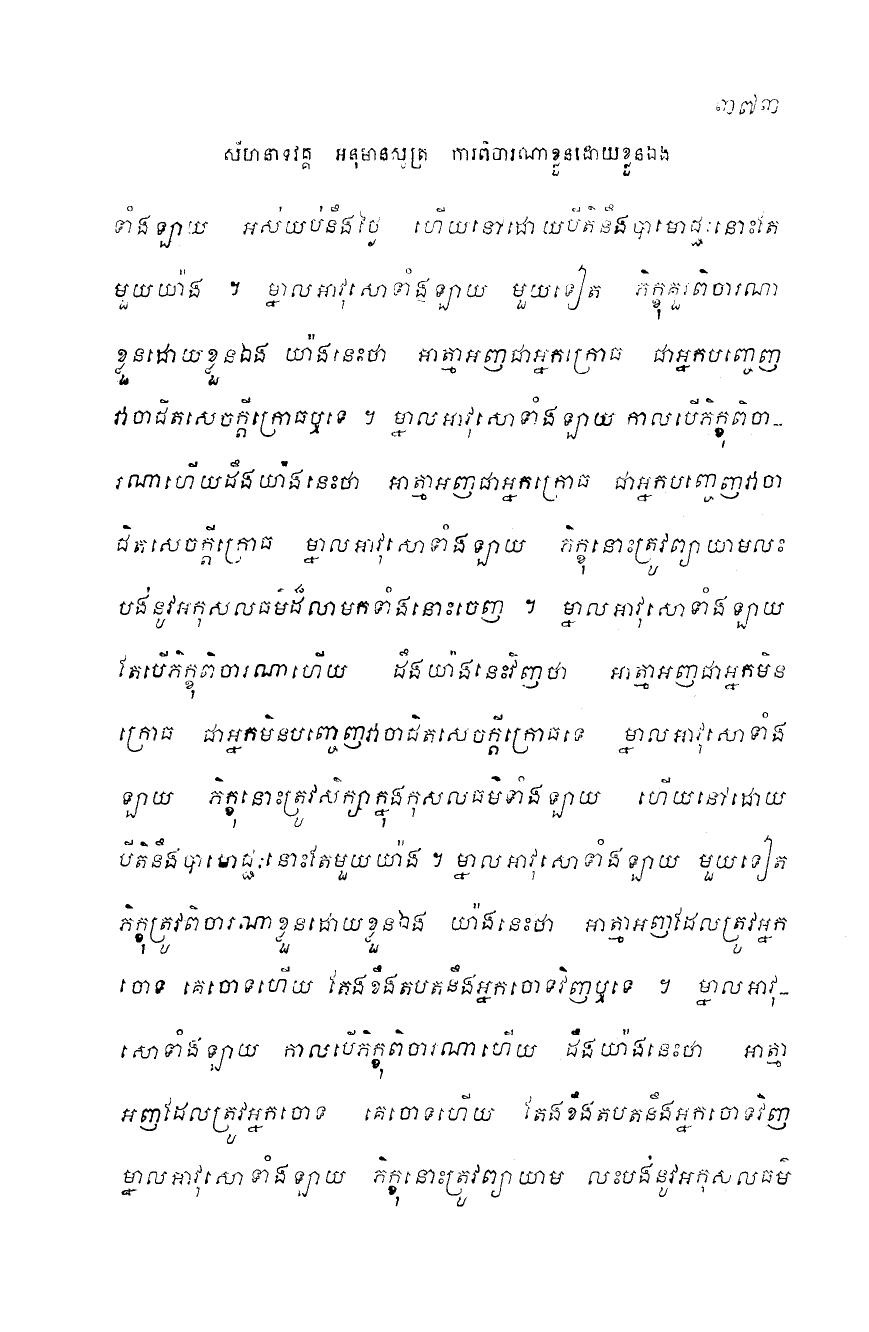 ៣៧៣
សីហនាទវគ្គ អនុមានសូត្រ ការពិចារណាខ្លួនដោយខ្លួនឯង
ទាំងឡាយ អស់យប់នឹងថ្ងៃ ហើយនៅដោយបីតិនឹងបាមោជ្ជៈនោះតែ
មួយយ៉ាង ។ ម្នាលអាវុសោទាំងឡាយ មួយទៀត ភិក្ខុគួរពិចារណា
ខ្លួនដោយខ្លួនឯង យ៉ាងនេះថា អាត្មាអញជាអ្នកក្រោធ ជាអ្នកបញ្ចេញ
វាចាជិតសេចក្តីក្រោធឬទេ ។ ម្នាលអាវុសោទាំងឡាយ កាលបើភិក្ខុពិចា-
រណាហើយដឹងយ៉ាងនេះថា អាត្មាអញជាអ្នកក្រោធ ជាអ្នកបញ្ចេញវាចា
ជិតសេចក្តីក្រោធ ម្នាលអាវុសោទាំងឡាយ ភិក្ខុនោះត្រូវព្យាយាមលះ
បង់នូវអកុសលធម៌ដ៏លាមកទាំងនោះចេញ ។ ម្នាលអាវុសោទាំងឡាយ
តែបើភិក្ខុពិចារណាហើយ ដឹងយ៉ាងនេះវិញថា អាត្មាអញជាអ្នកមិន
ក្រោធ ជាអ្នកមិនបញ្ចេញវាចាជិតសេចក្តីក្រោធទេ ម្នាលអាវុសោទាំង
ឡាយ ភិក្ខុនោះត្រូវសិក្សាក្នុងកុសលធម៌ទាំងឡាយ ហើយនៅដោយ
បីតិនឹងបាមោជ្ជៈនោះតែមួយយ៉ាង ។ ម្នាលអាវុសោទាំងឡាយ មួយទៀត
ភិក្ខុត្រូវពិចារណាខ្លួនដោយខ្លួនឯង យ៉ាងនេះថា អាត្មាអញដែលត្រូវអ្នក
ចោទ គេចោទហើយ តែងខឹងតបតនឹងអ្នកចោទវិញឬទេ ។ ម្នាលអាវុ-
សោទាំងឡាយ កាលបើភិក្ខុពិចារណាហើយ ដឹងយ៉ាងនេះថា អាត្មា
អញដែលត្រូវអ្នកចោទ គេចោទហើយ តែងខឹងតបតនឹងអ្នកចោទវិញ
ម្នាលអាវុសោទាំងឡាយ ភិក្ខុនោះត្រូវព្យាយាម លះបង់នូវអកុសលធម៌